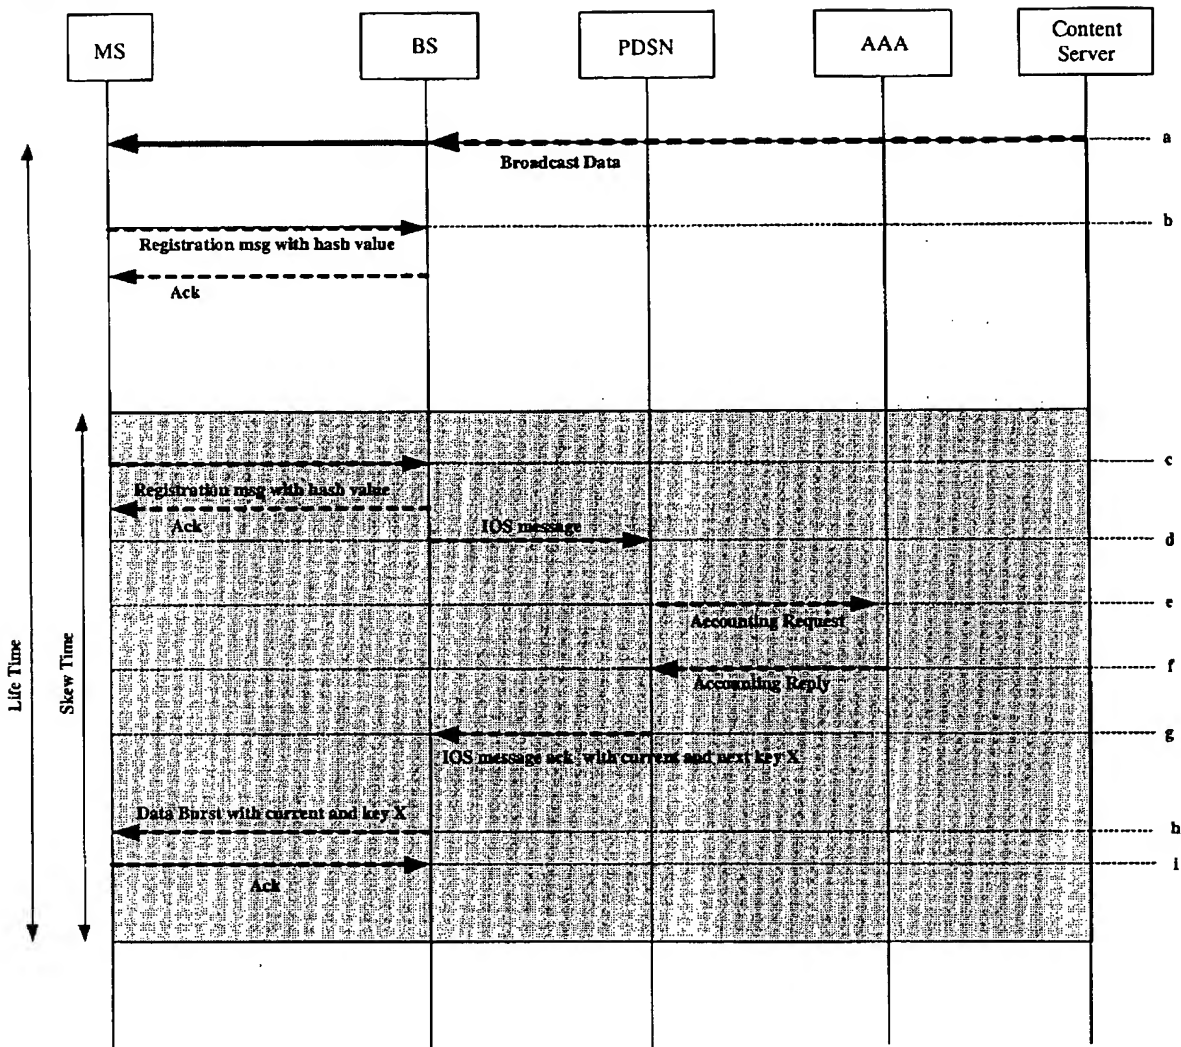 MS
BS
PDSN
AAA
Content
Server
a
Broadcast Data
b
Registration msg with hash value
Ack
c
Registration msg with hash value
Ack
IOS message
d
e
Accounting Request
f
Accounting Reply
g
IOS message ack with current and next key X
Data Burst with current and key X
h
Ack
i
Life Time
Skew Time